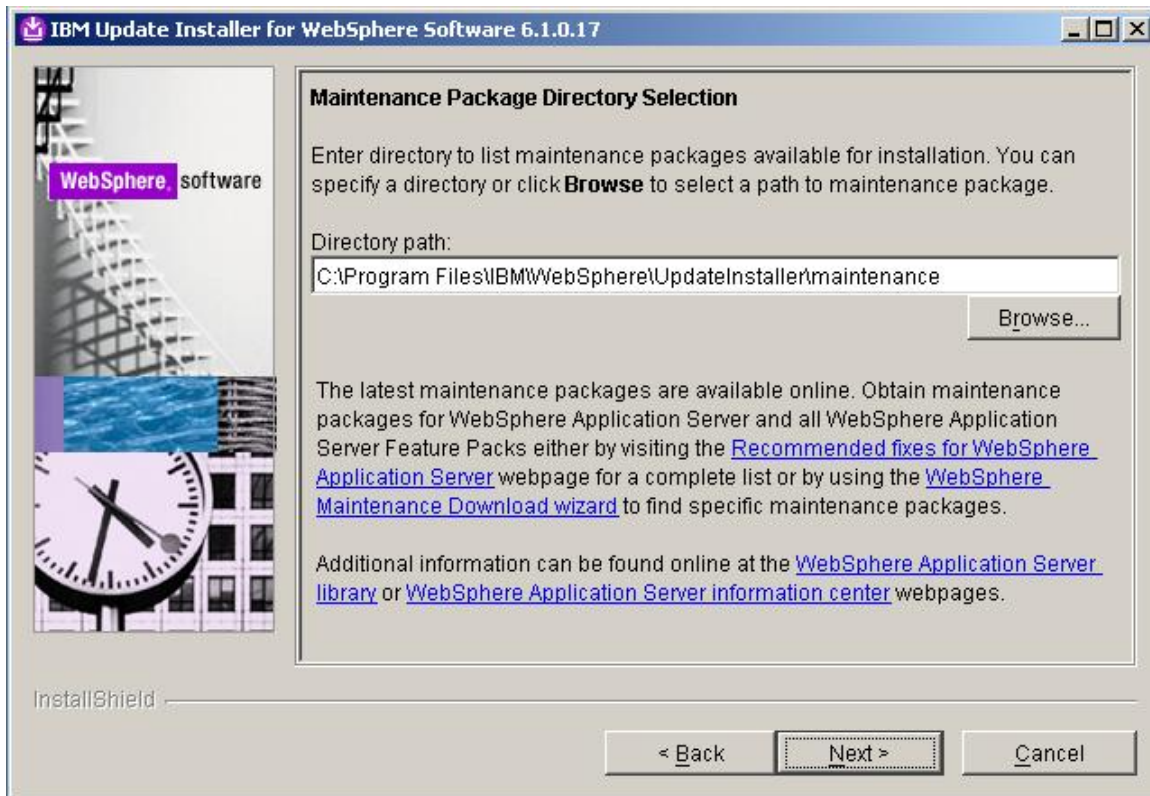 IBM Update Installer for WebSphere Software 6.1.0.17
WebSphere. software
Maintenance Package Directory Selection
Enter directory to list maintenance packages available for installation. You can
specify a directory or click Browse to select a path to maintenance package.
Directory path:
C:\Program Files\IBM\WebSphere\UpdateInstaller\maintenance
Browse...
The latest maintenance packages are available online. Obtain maintenance
packages for WebSphere Application Server and all WebSphere Application
Server Feature Packs either by visiting the Recommended fixes for WebSphere
Application Server webpage for a complete list or by using the WebSphere
Maintenance Download wizard to find specific maintenance packages.
Additional information can be found online at the WebSphere Application Server
library or WebSphere Application Server information center webpages.
InstallShield
< Back
Next >
Cancel